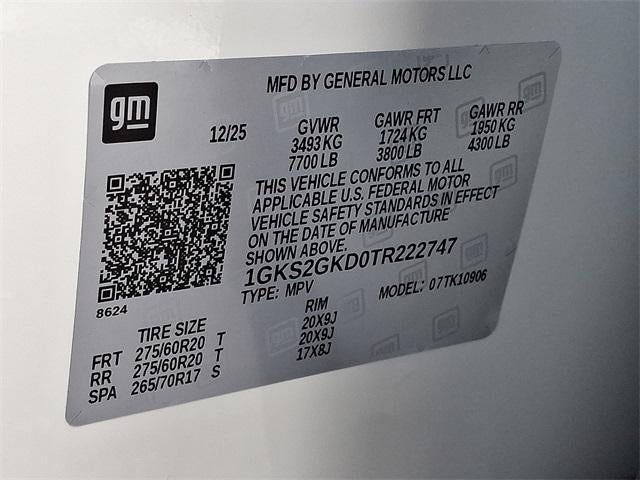 MFD BY GENERAL MOTORS LLC
gm
12/25
GVWR GAWR FRT GAWR RR
3493 KG 1724 KG 1950 KG
7700 LB 3800 LB 4300 LB
THIS VEHICLE CONFORMS TO ALL
APPLICABLE U.S. FEDERAL MOTOR
VEHICLE SAFETY STANDARDS IN EFFECT
ON THE DATE OF MANUFACTURE
SHOWN ABOVE.
1GKS2GKD0TR222747
TYPE: MPV MODEL: 07TK10906
8624
TIRE SIZE RIM
FRT 275/60R20 T 20X9J
RR 275/60R20 T 20X9J
SPA 265/70R17 S 17X8J